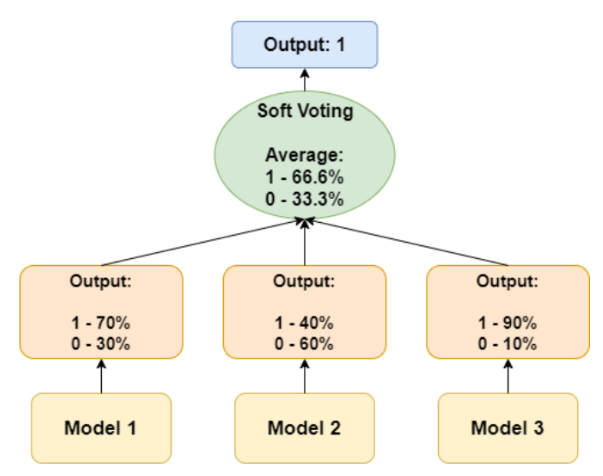 Output: 1
Soft Voting
Average:
1 - 66.6%
0 - 33.3%
Output:
1 - 70%
0 - 30%
Output:
1 - 40%
0 - 60%
Output:
1 - 90%
0 - 10%
Model 1
Model 2
Model 3